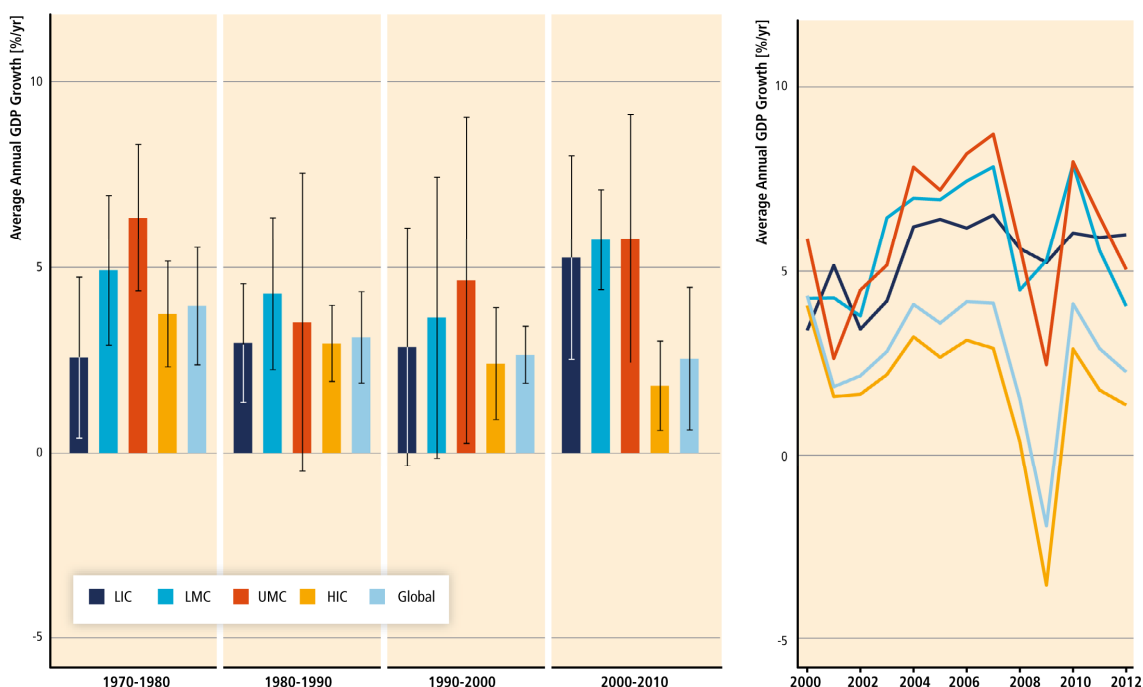 Average Annual GDP Growth [%/yr]
10
5
0
-5
LIC LMC UMC HIC Global
1970-1980 1980-1990 1990-2000 2000-2010
Average Annual GDP Growth [%/yr]
10
5
0
-5
2000 2002 2004 2006 2008 2010 2012